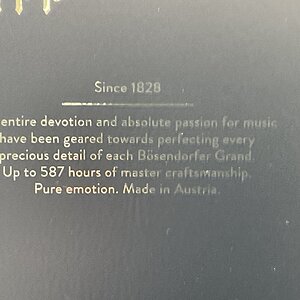 Since 1828
entire devotion and absolute passion for music
have been geared towards perfecting every
precious detail of each Bösendorfer Grand.
Up to 587 hours of master craftsmanship.
Pure emotion. Made in Austria.